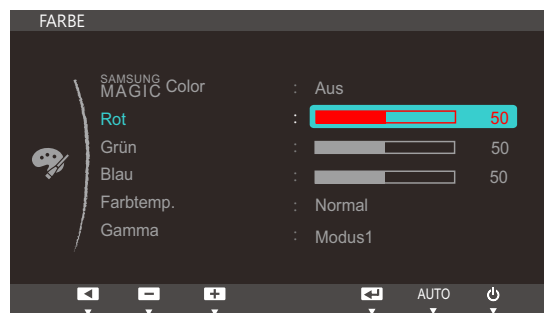 FARBE
SAMSUNG MAGIC Color : Aus
Rot : 50
Grün : 50
Blau : 50
Farbtemp. : Normal
Gamma : Modus1
AUTO